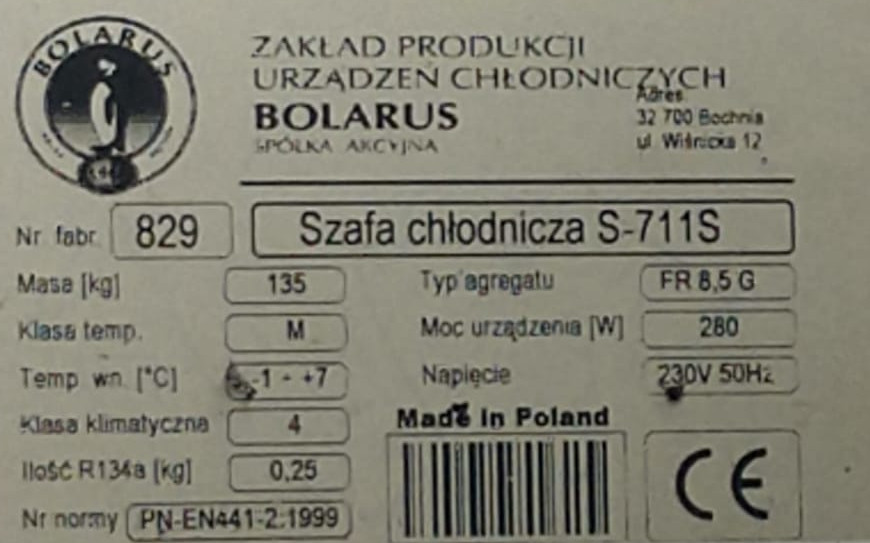 BOLARUS
ZAKŁAD PRODUKCJI
URZĄDZEŃ CHŁODNICZYCH
BOLARUS
SPÓŁKA AKCYJNA
Adres
32 700 Bochnia
ul. Wiśnicka 12
Nr fabr. 829 Szafa chłodnicza S-711S
Masa [kg] 135 Typ agregatu FR 8,5 G
Klasa temp. M Moc urządzenia [W] 280
Temp wn. [°C] -1 - +7 Napięcie 230V 50Hz
Klasa klimatyczna 4 Made in Poland
Ilość R134a [kg] 0,25 CE
Nr normy PN-EN441-2:1999